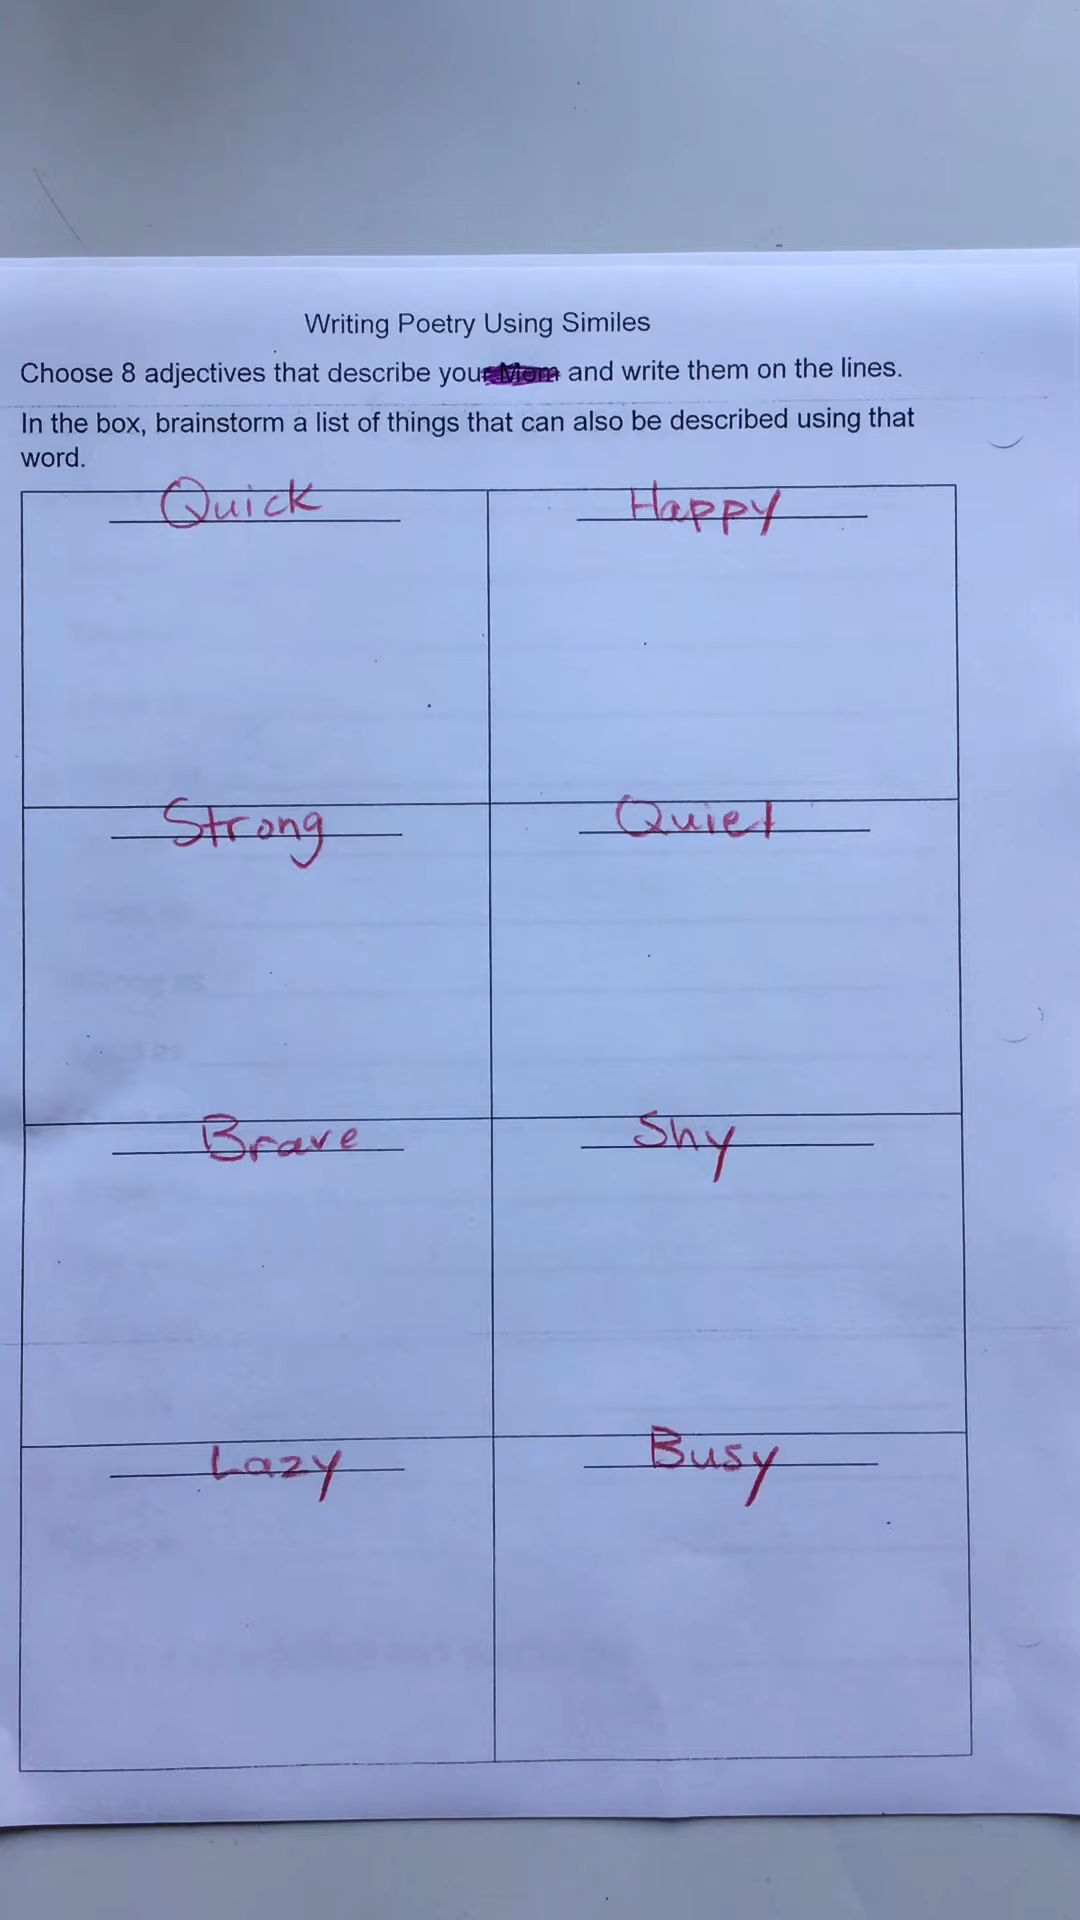 Writing Poetry Using Similes
Choose 8 adjectives that describe your Mom and write them on the lines.
In the box, brainstorm a list of things that can also be described using that
word.
Quick
Happy
Strong
Quiet
Brave
Shy
Lazy
Busy